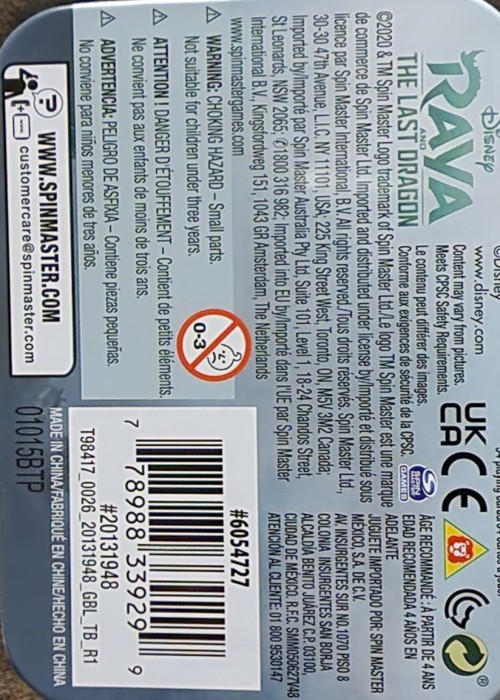 Disney
RAYA
AND
THE LAST DRAGON
©2020 & TM Spin Master Logo trademark of Spin Master Ltd./Le logo TM Spin Master est une marque
de commerce de Spin Master Ltd. Imported and distributed under license by/Importé et distribué sous
licence par Spin Master International, B.V. All rights reserved./Tous droits réservés. Spin Master Ltd.,
30-30 47th Avenue, L.I.C. NY 11101, USA; 225 King Street West, Toronto, ON, M5V 3M2 Canada;
Imported by/Importé par Spin Master Australia Pty Ltd, Suite 101, Level 1, 18-24 Chandos Street,
St Leonards, NSW 2065; ✆1800 316 982; Imported into EU by/Importé dans l'UE par Spin Master
International B.V., Kingsfordweg 151, 1043 GR Amsterdam, The Netherlands
www.spinmastergames.com
⚠ WARNING: CHOKING HAZARD – Small parts.
Not suitable for children under three years.
⚠ ATTENTION ! DANGER D'ÉTOUFFEMENT – Contient de petits éléments.
Ne convient pas aux enfants de moins de trois ans.
⚠ ADVERTENCIA: PELIGRO DE ASFIXIA – Contiene piezas pequeñas.
No conviene para niños menores de tres años.
0-3
WWW.SPINMASTER.COM
customercare@spinmaster.com
©Disney
www.disney.com
Content may vary from pictures.
Meets CPSC Safety Requirements.
Le contenu peut différer des images.
Conforme aux exigences de sécurité de la CPSC.
SPIN MASTER
GAMES
UK
CA
CE
®
ÂGE RECOMMANDÉ : À PARTIR DE 4 ANS
EDAD RECOMENDADA 4 AÑOS EN
ADELANTE
JUGUETE IMPORTADO POR: SPIN MASTER
MÉXICO, S.A. DE C.V.
AV. INSURGENTES SUR NO.1070 PISO 8
COLONIA INSURGENTES SAN BORJA
ALCALDÍA BENITO JUÁREZ C.P. 03100,
CIUDAD DE MÉXICO. R.F.C. SMM050627V48
ATENCIÓN AL CLIENTE: 01 800 9530147
#6054727
7 78988 33929 9
#20131948
T98417_0026_20131948_GBL_TB_R1
MADE IN CHINA/FABRIQUÉ EN CHINE/HECHO EN CHINA
01015BTP